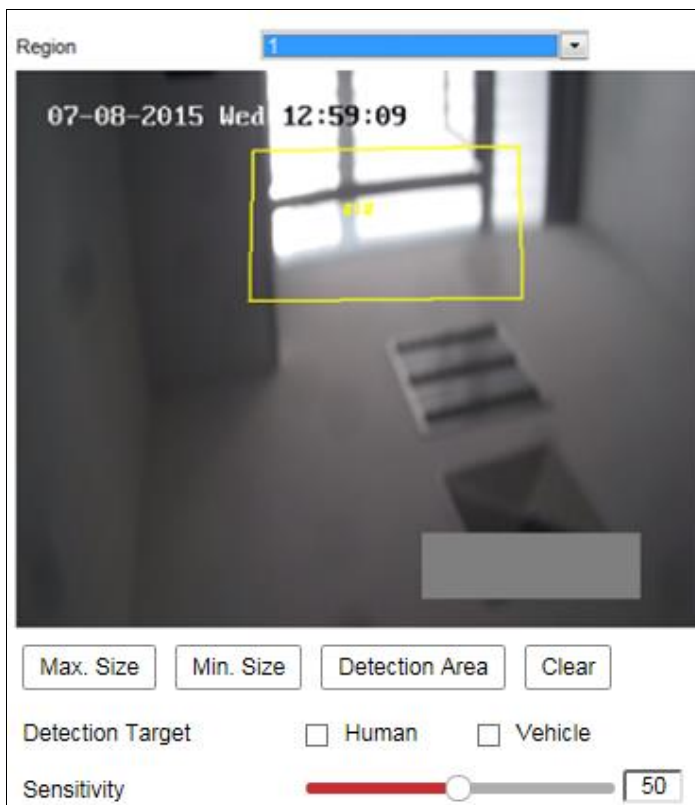 Region 1
07-08-2015 Wed 12:59:09
#1#
Max. Size Min. Size Detection Area Clear
Detection Target Human Vehicle
Sensitivity 50